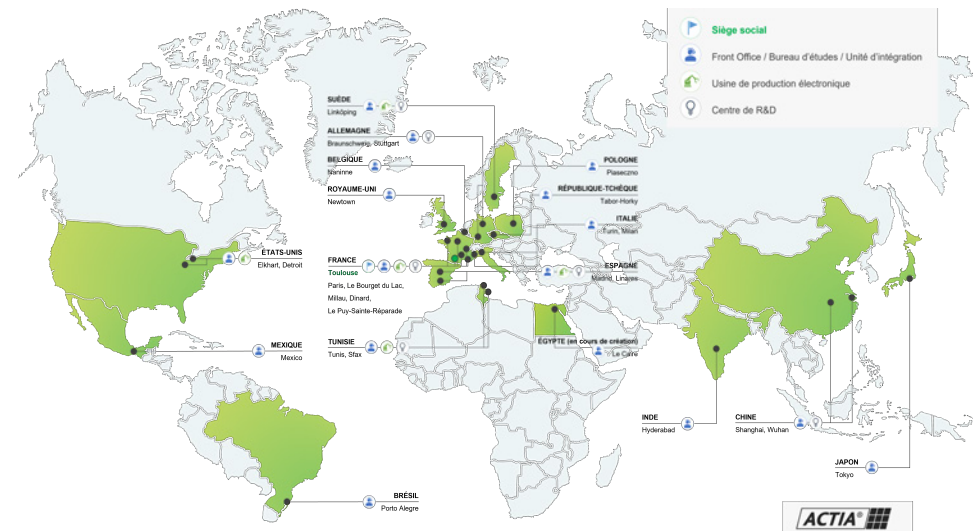 Siège social
Front Office / Bureau d'études / Unité d'intégration
Usine de production électronique
Centre de R&D
SUÈDE
Linköping
ALLEMAGNE
Braunschweig, Stuttgart
BELGIQUE
Naninne
ROYAUME-UNI
Newtown
POLOGNE
Piaseczno
RÉPUBLIQUE-TCHÈQUE
Tabor-Horky
ITALIE
Turin, Milan
ÉTATS-UNIS
Elkhart, Detroit
FRANCE
Toulouse
Paris, Le Bourget du Lac,
Millau, Dinard,
Le Puy-Sainte-Réparade
ESPAGNE
Madrid, Linares
MEXIQUE
Mexico
TUNISIE
Tunis, Sfax
ÉGYPTE (en cours de création)
Le Caire
INDE
Hyderabad
CHINE
Shanghai, Wuhan
JAPON
Tokyo
BRÉSIL
Porto Alegre
ACTIA®